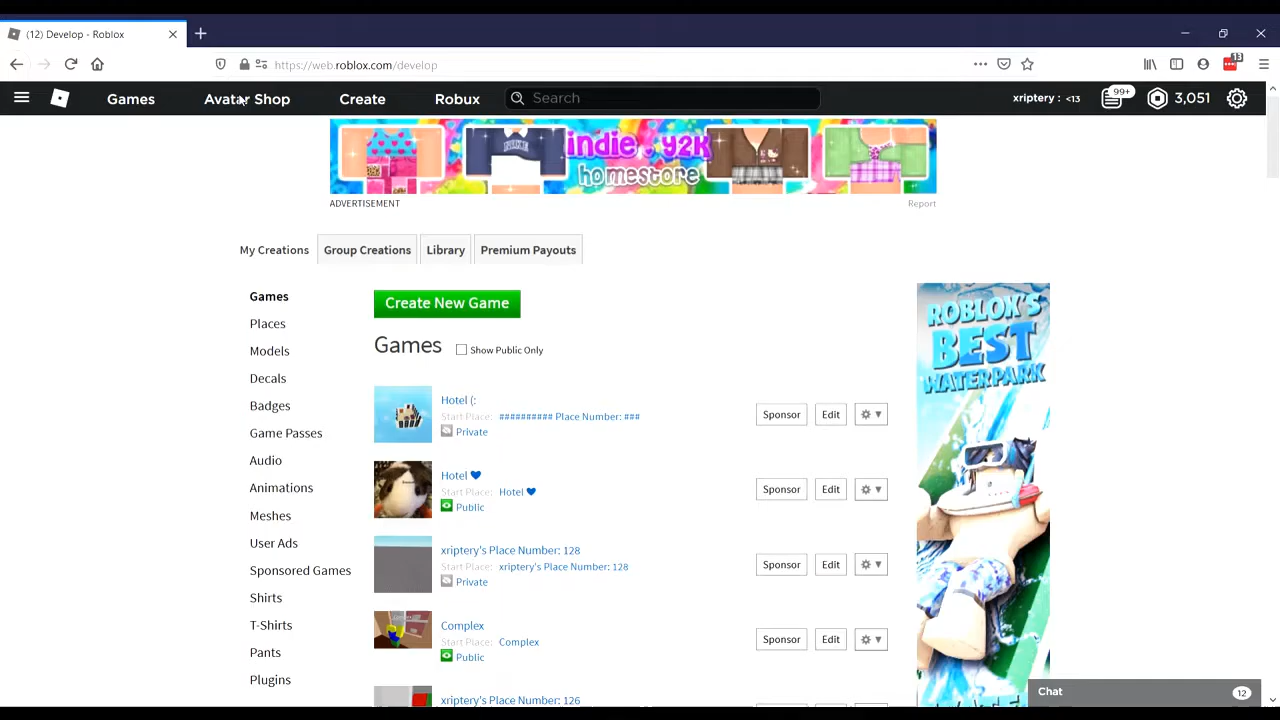 (12) Develop - Roblox
https://web.roblox.com/develop
13
Games
Avatar Shop
Create
Robux
Search
xriptery: <13
99+
3,051
indie . y2k
homestore
ADVERTISEMENT
Report
My Creations
Group Creations
Library
Premium Payouts
Games
Places
Models
Decals
Badges
Game Passes
Audio
Animations
Meshes
User Ads
Sponsored Games
Shirts
T-Shirts
Pants
Plugins
Create New Game
Games
Show Public Only
Hotel (:
Start Place: ########## Place Number: ###
Private
Sponsor
Edit
Hotel 💙
Start Place: Hotel 💙
Public
Sponsor
Edit
xriptery's Place Number: 128
Start Place: xriptery's Place Number: 128
Private
Sponsor
Edit
Complex
Start Place: Complex
Public
Sponsor
Edit
xriptery's Place Number: 126
ROBLOX'S
BEST
WATERPARK
Chat
12